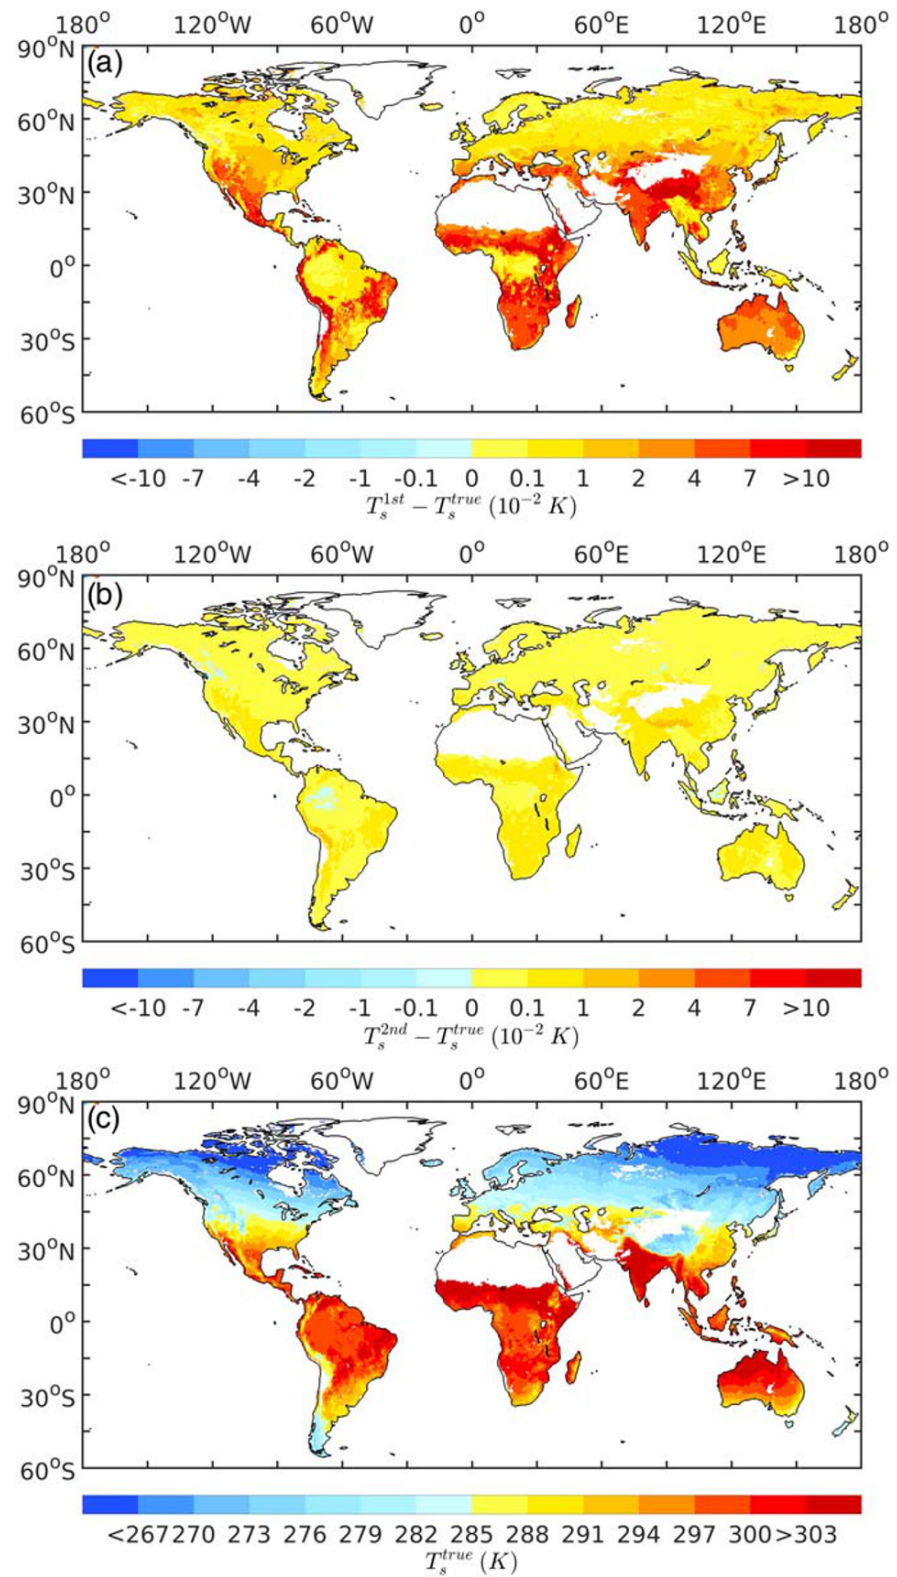 180° 120°W 60°W 0° 60°E 120°E 180°
90°N
(a)
60°N
30°N
0°
30°S
60°S
<-10 -7 -4 -2 -1 -0.1 0 0.1 1 2 4 7 >10
T_s^{1st} − T_s^{true} (10^{−2} K)
180° 120°W 60°W 0° 60°E 120°E 180°
90°N
(b)
60°N
30°N
0°
30°S
60°S
<-10 -7 -4 -2 -1 -0.1 0 0.1 1 2 4 7 >10
T_s^{2nd} − T_s^{true} (10^{−2} K)
180° 120°W 60°W 0° 60°E 120°E 180°
90°N
(c)
60°N
30°N
0°
30°S
60°S
<267 270 273 276 279 282 285 288 291 294 297 300 >303
T_s^{true} (K)